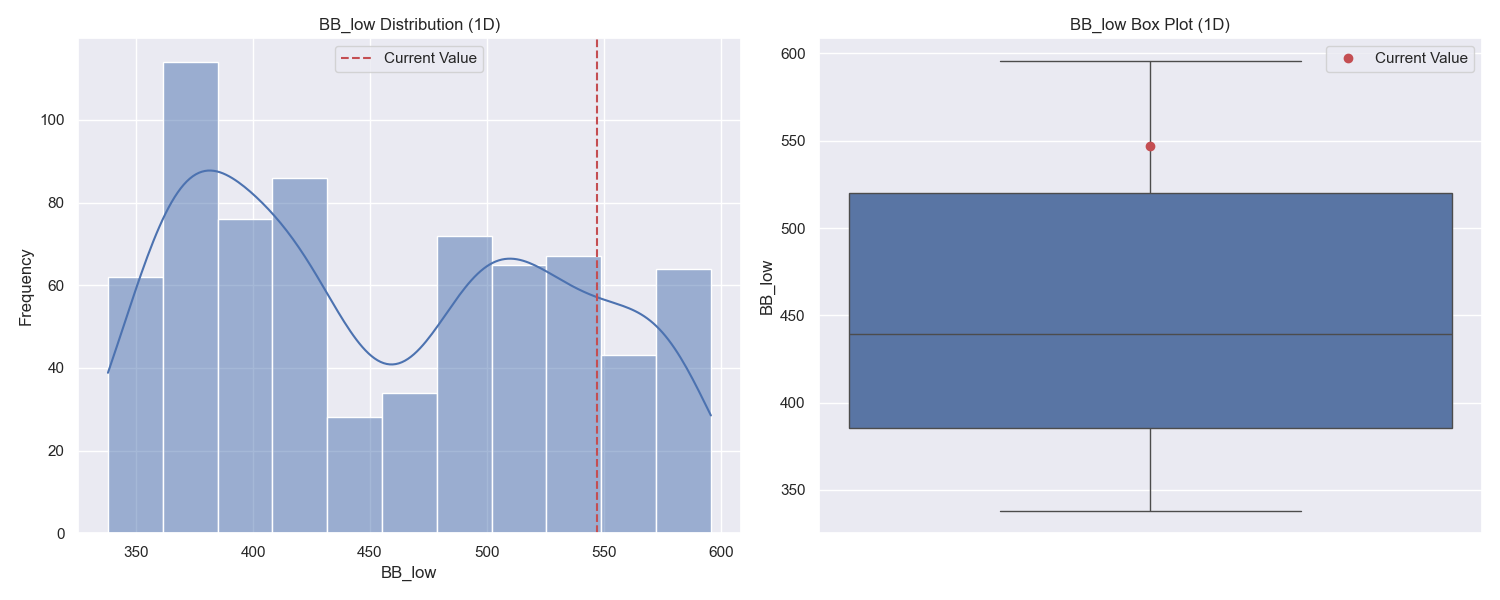 BB_low Distribution (1D)
Current Value
Frequency
100
80
60
40
20
0
350
400
450
500
550
600
BB_low
BB_low Box Plot (1D)
Current Value
BB_low
600
550
500
450
400
350